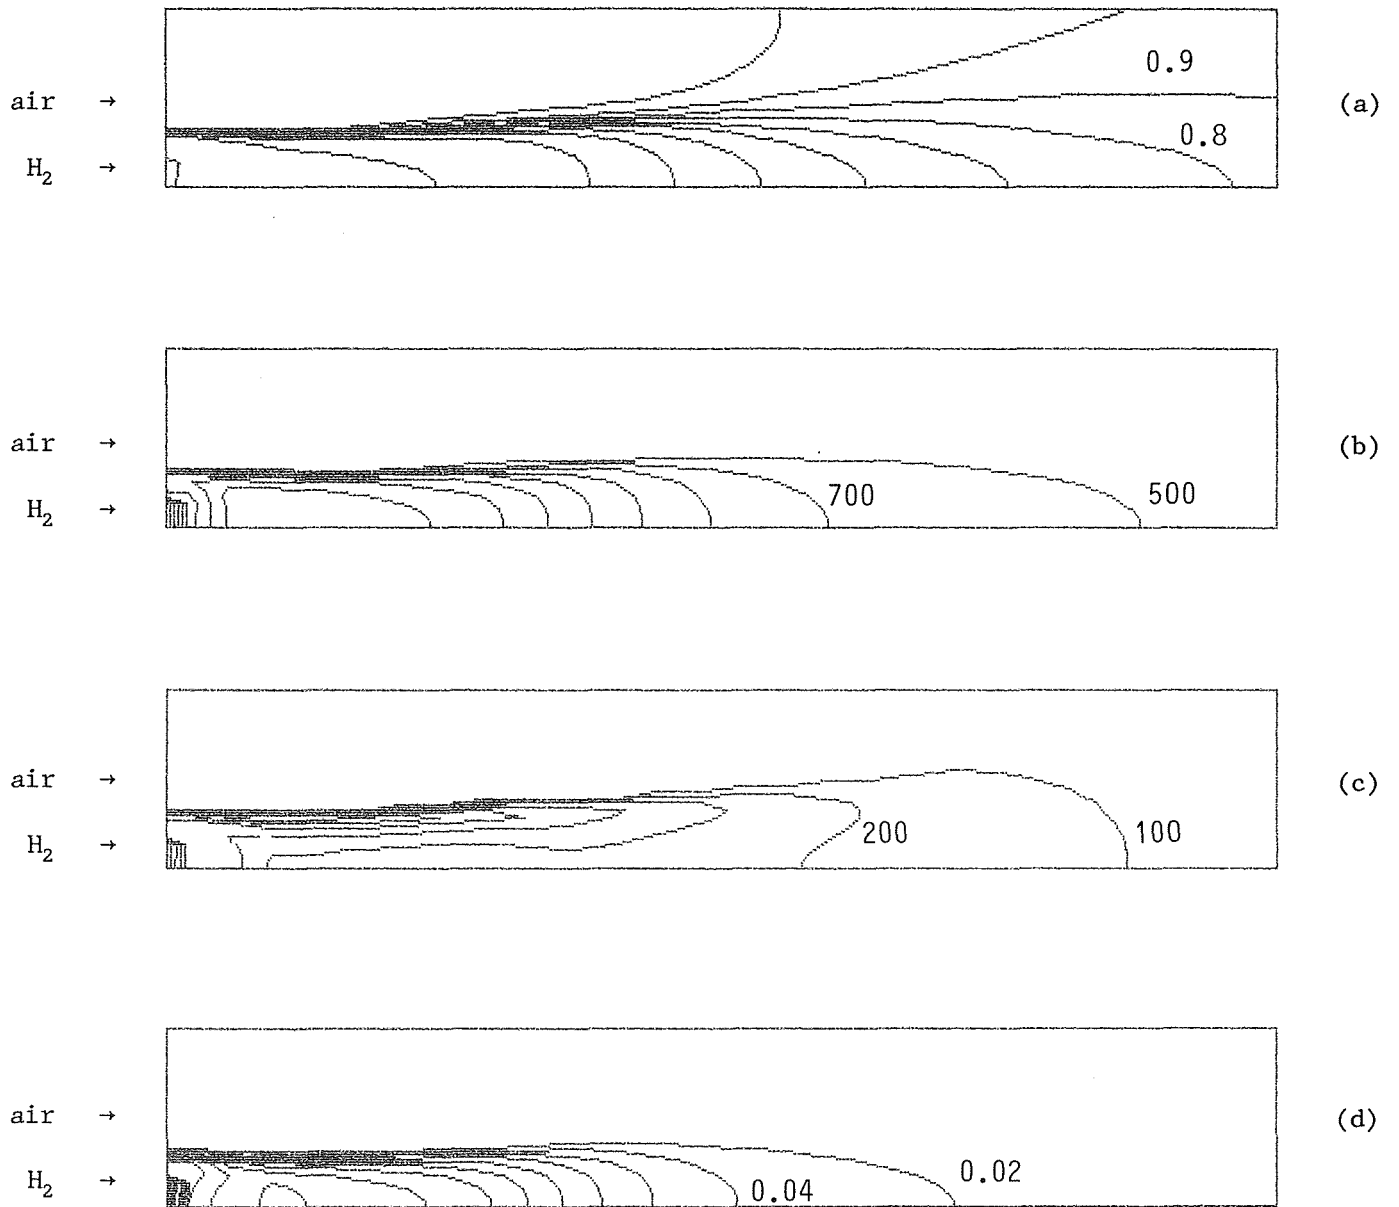 0.9
air → (a)
0.8
H₂ →
air → (b)
H₂ → 700 500
air → (c)
H₂ → 200 100
air → (d)
H₂ → 0.04 0.02